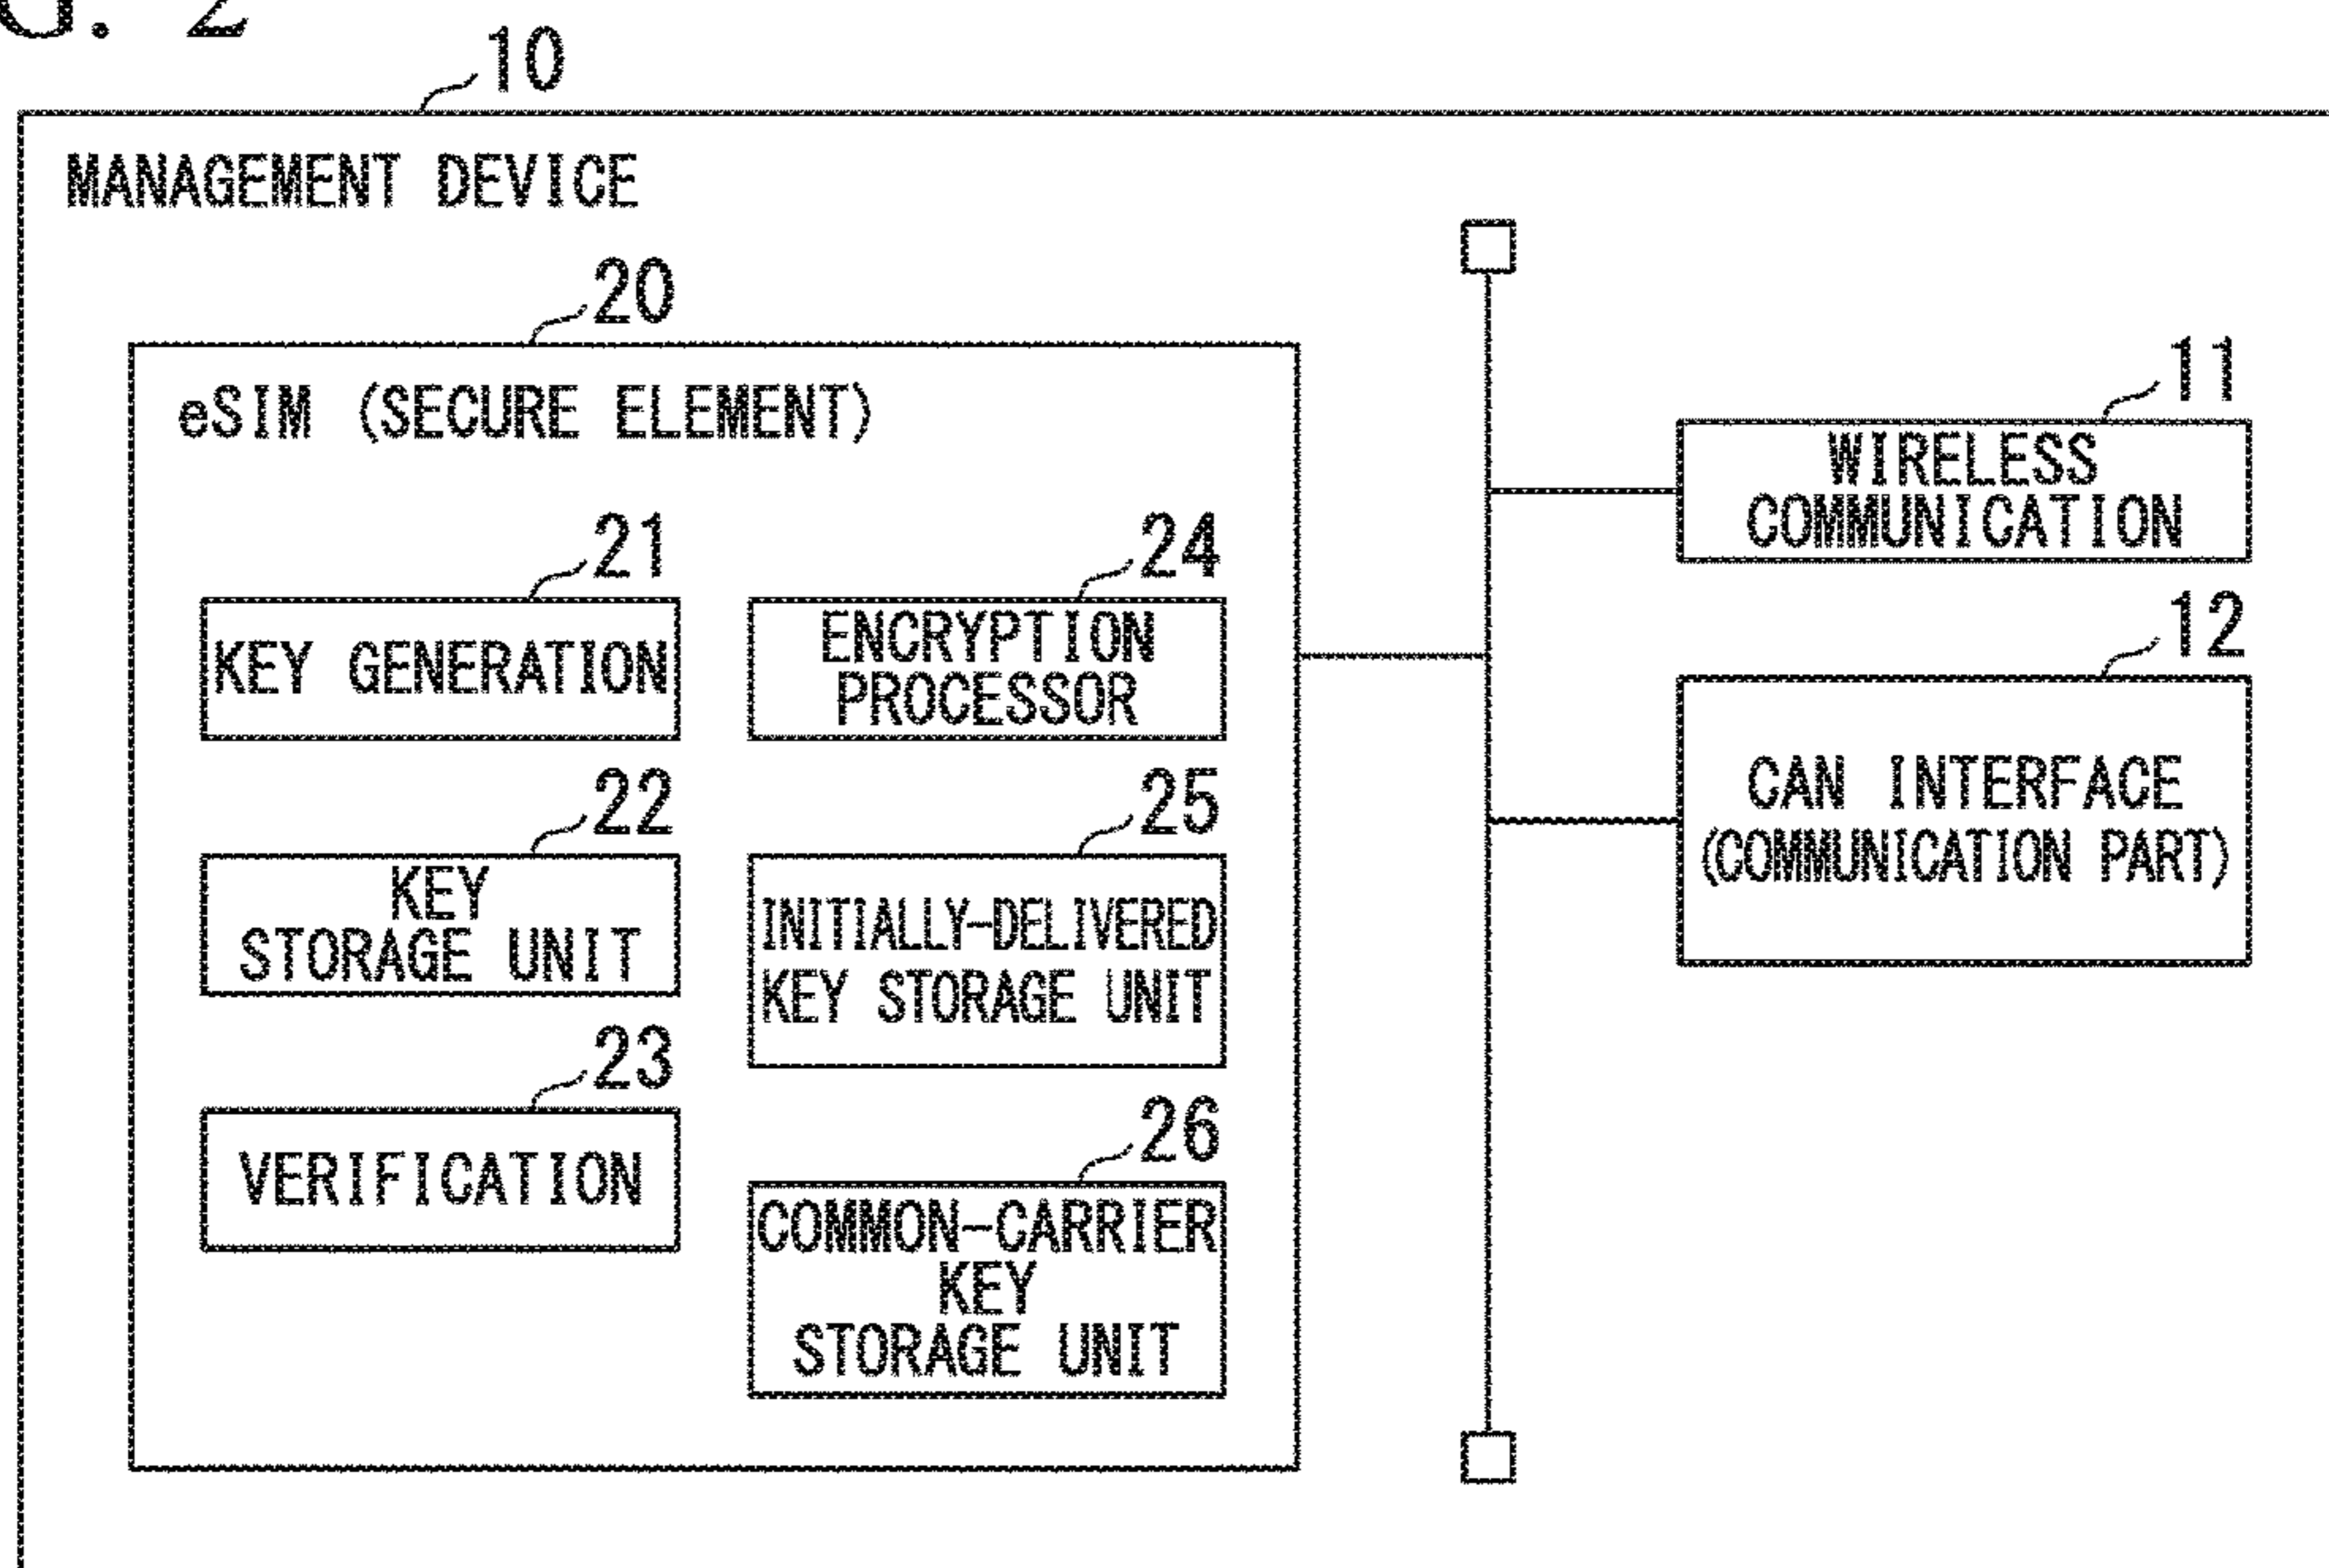 G. 2
10
MANAGEMENT DEVICE
20
eSIM (SECURE ELEMENT)
21
KEY GENERATION
22
KEY
STORAGE UNIT
23
VERIFICATION
24
ENCRYPTION
PROCESSOR
25
INITIALLY-DELIVERED
KEY STORAGE UNIT
26
COMMON-CARRIER
KEY
STORAGE UNIT
11
WIRELESS
COMMUNICATION
12
CAN INTERFACE
(COMMUNICATION PART)